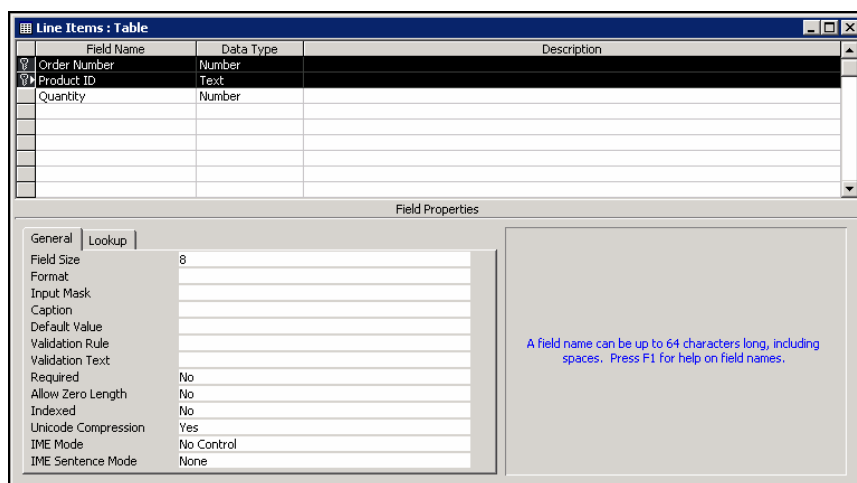 Line Items : Table
Field Name Data Type Description
Order Number Number
Product ID Text
Quantity Number
Field Properties
General Lookup
Field Size 8
Format
Input Mask
Caption
Default Value
Validation Rule
Validation Text
Required No
Allow Zero Length No
Indexed No
Unicode Compression Yes
IME Mode No Control
IME Sentence Mode None
A field name can be up to 64 characters long, including
spaces. Press F1 for help on field names.